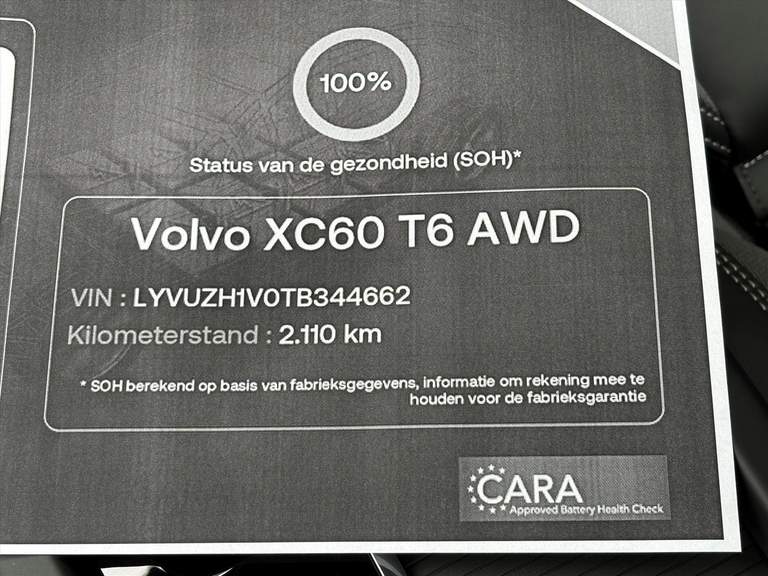 100%
Status van de gezondheid (SOH)*
Volvo XC60 T6 AWD
VIN : LYVUZH1V0TB344662
Kilometerstand : 2.110 km
* SOH berekend op basis van fabrieksgegevens, informatie om rekening mee te
houden voor de fabrieksgarantie
CARA
Approved Battery Health Check